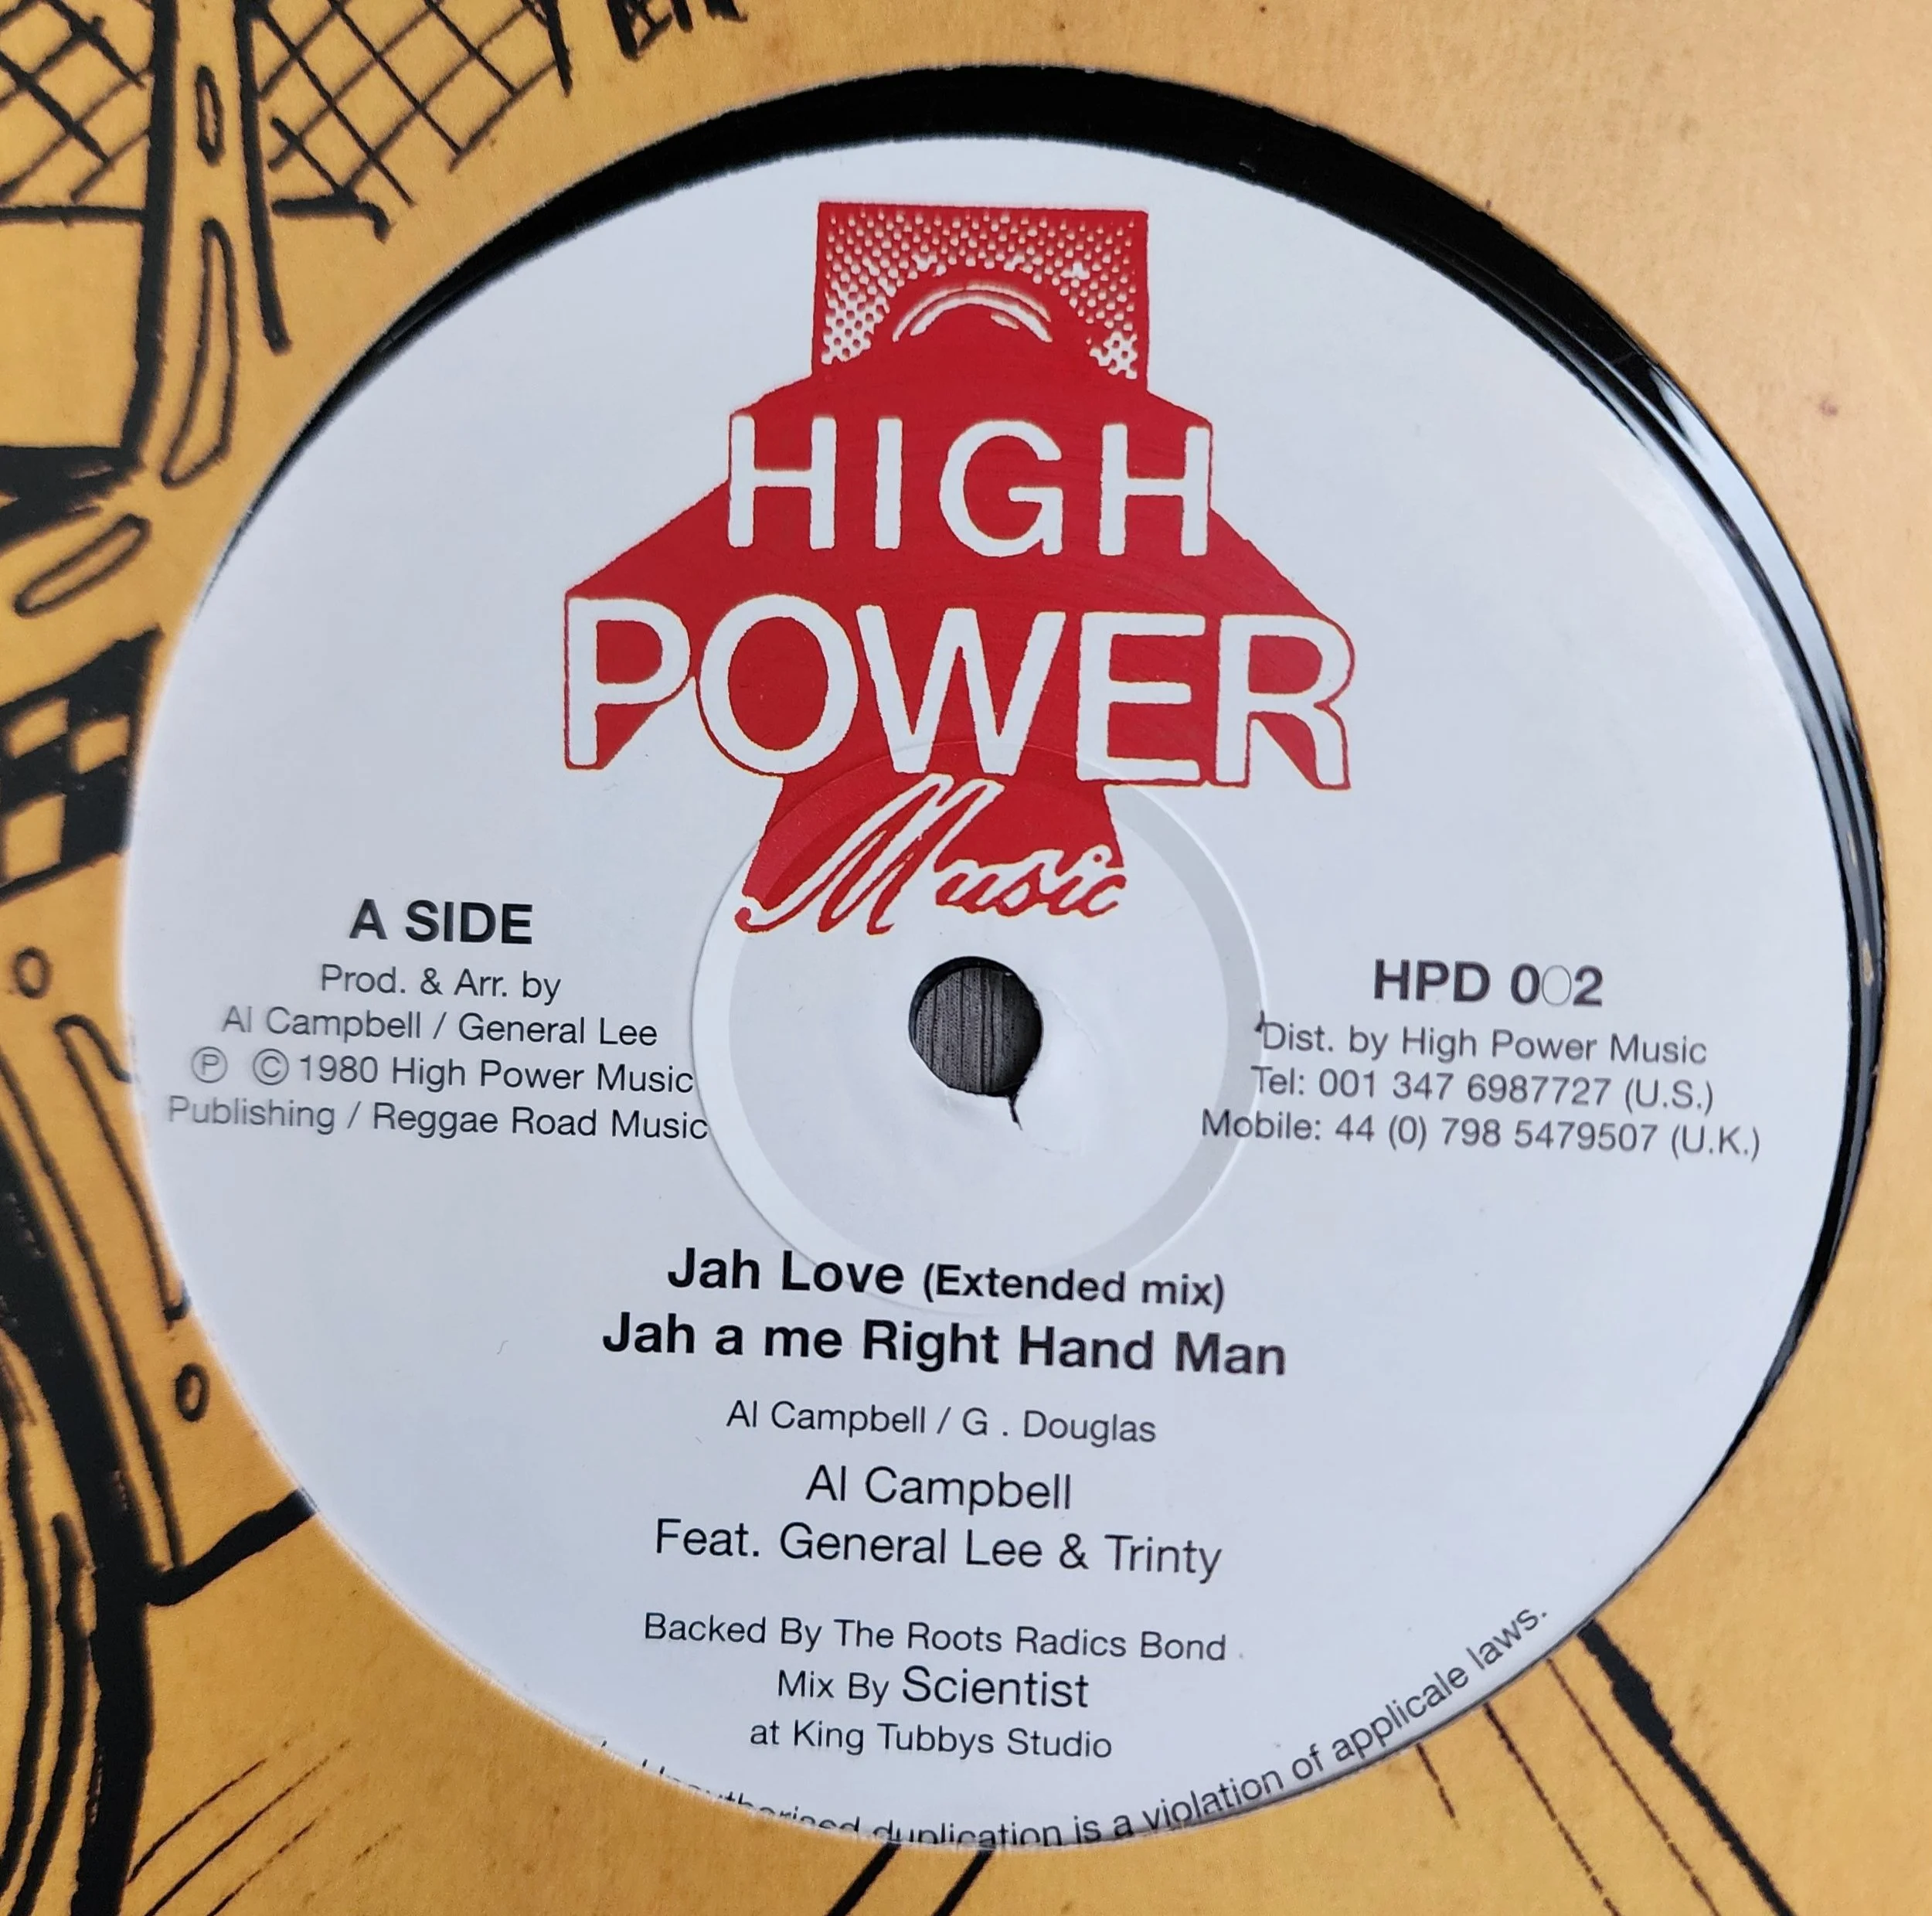 HIGH
POWER
Music
A SIDE
Prod. & Arr. by
Al Campbell / General Lee
Ⓟ © 1980 High Power Music
Publishing / Reggae Road Music
HPD 002
Dist. by High Power Music
Tel: 001 347 6987727 (U.S.)
Mobile: 44 (0) 798 5479507 (U.K.)
Jah Love (Extended mix)
Jah a me Right Hand Man
Al Campbell / G . Douglas
Al Campbell
Feat. General Lee & Trinty
Backed By The Roots Radics Bond
Mix By Scientist
at King Tubbys Studio
duplication is a violation of applicale laws.